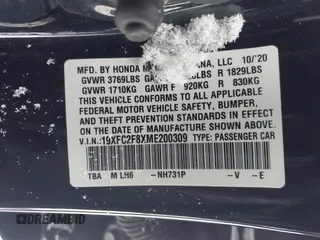 MFD. BY HONDA M ANA, LLC 10/'20
GVWR 3769LBS GA LBS R 1829LBS
GVWR 1710KG GAWR F 920KG R 830KG
THIS VEHICLE CONFORMS TO ALL APPLICABLE
FEDERAL MOTOR VEHICLE SAFETY, BUMPER,
AND THEFT PREVENTION STANDARDS IN EFFECT
ON THE DATE OF MANUFACTURE SHOWN ABOVE.
V.I.N.: 19XFC2F8XME200309 TYPE: PASSENGER CAR
TBA M LH6 -NH731P -V -E
DREAMBID